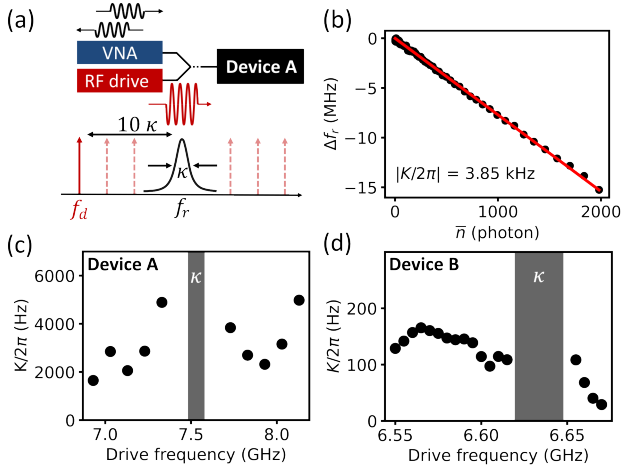 (a)
VNA
RF drive
Device A
10 κ
κ
f_d
f_r
(b)
0
−5
−10
−15
Δf_r (MHz)
|K/2π| = 3.85 kHz
0
1000
2000
n̅ (photon)
(c)
Device A
κ
6000
4000
2000
0
K/2π (Hz)
7.0
7.5
8.0
Drive frequency (GHz)
(d)
Device B
κ
200
100
0
K/2π (Hz)
6.55
6.60
6.65
Drive frequency (GHz)